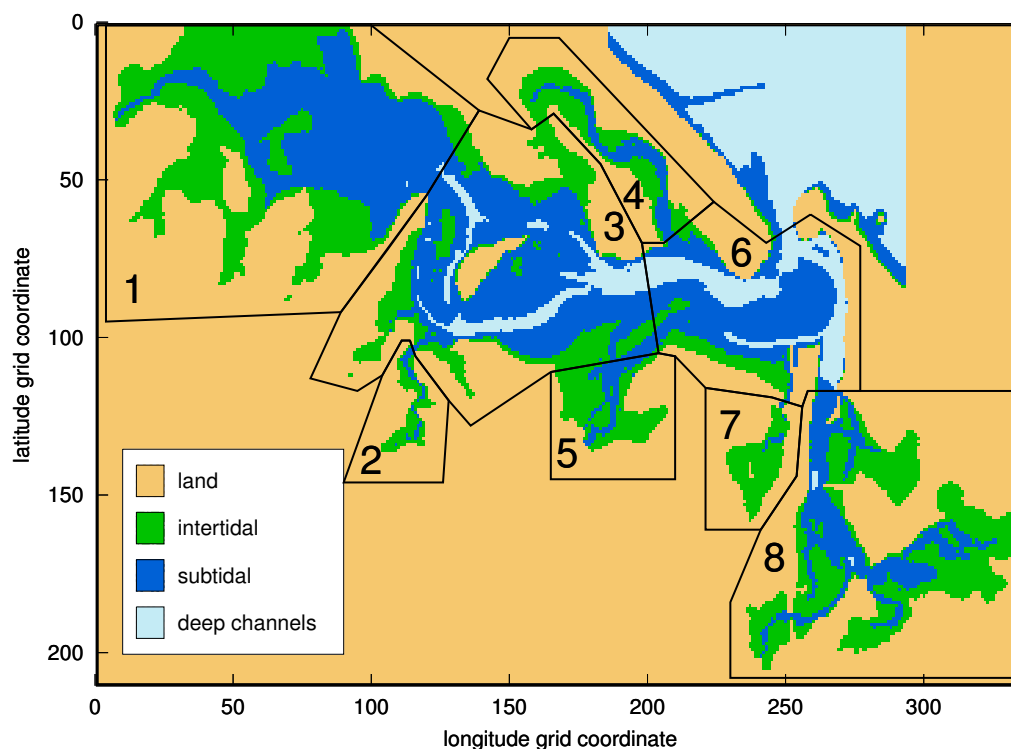 0
50
100
150
200
latitude grid coordinate
1
2
3
4
5
6
7
8
land
intertidal
subtidal
deep channels
0 50 100 150 200 250 300
longitude grid coordinate